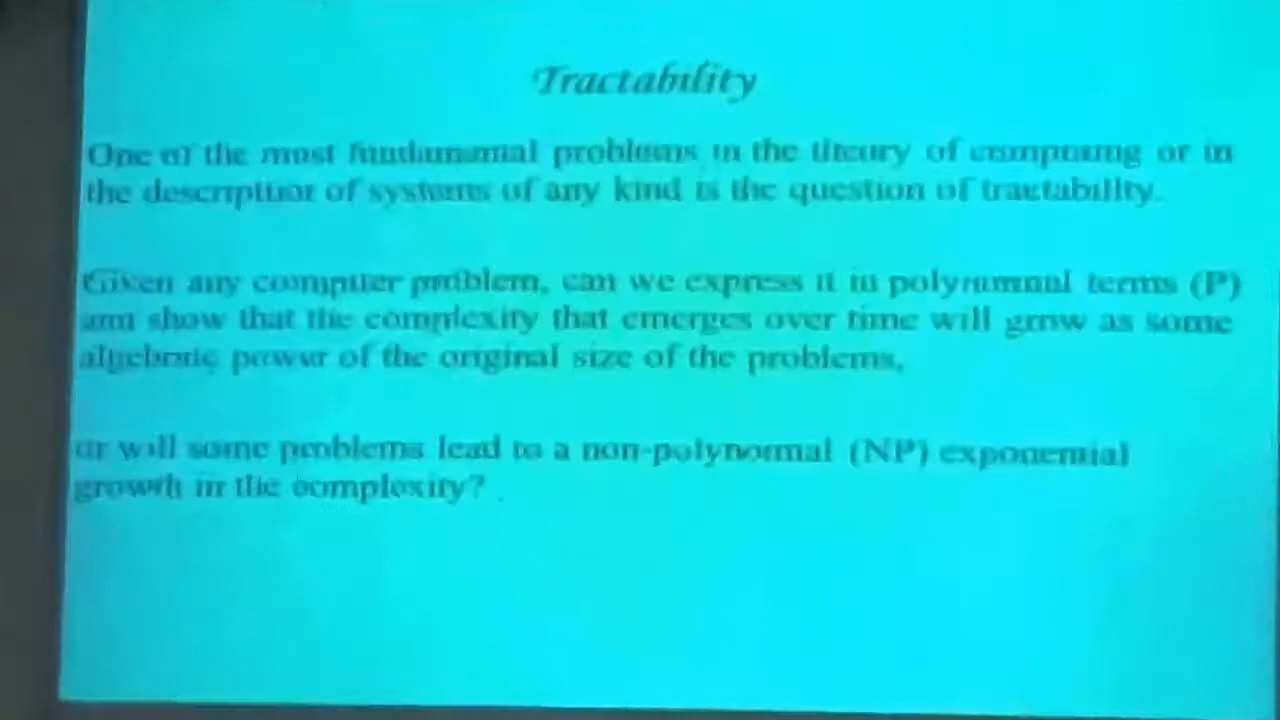 Tractability
One of the most fundamental problems in the theory of computing or in
the description of systems of any kind is the question of tractability.
Given any computer problem, can we express it in polynomial terms (P)
and show that the complexity that emerges over time will grow as some
algebraic power of the original size of the problems,
or will some problems lead to a non-polynomial (NP) exponential
growth in the complexity?